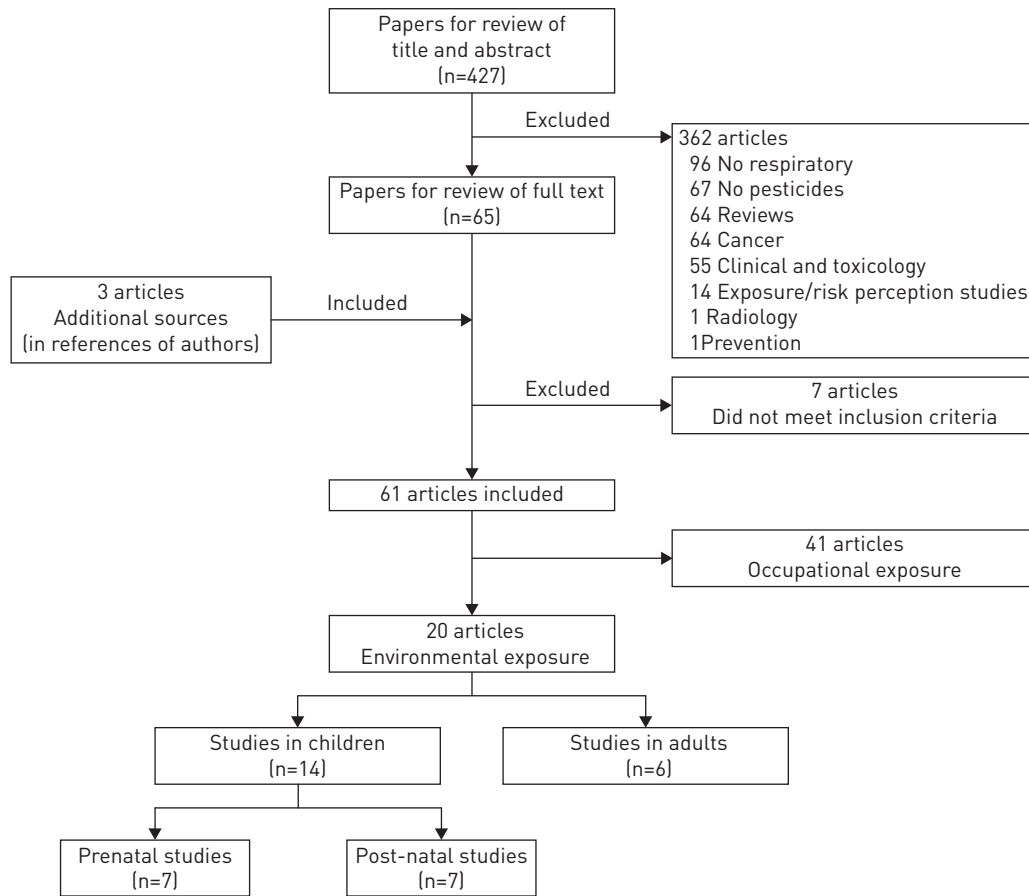 Papers for review of
title and abstract
(n=427)
Excluded
362 articles
96 No respiratory
67 No pesticides
64 Reviews
64 Cancer
55 Clinical and toxicology
14 Exposure/risk perception studies
1 Radiology
1Prevention
Papers for review of full text
(n=65)
3 articles
Additional sources
(in references of authors)
Included
Excluded
7 articles
Did not meet inclusion criteria
61 articles included
41 articles
Occupational exposure
20 articles
Environmental exposure
Studies in children
(n=14)
Studies in adults
(n=6)
Prenatal studies
(n=7)
Post-natal studies
(n=7)